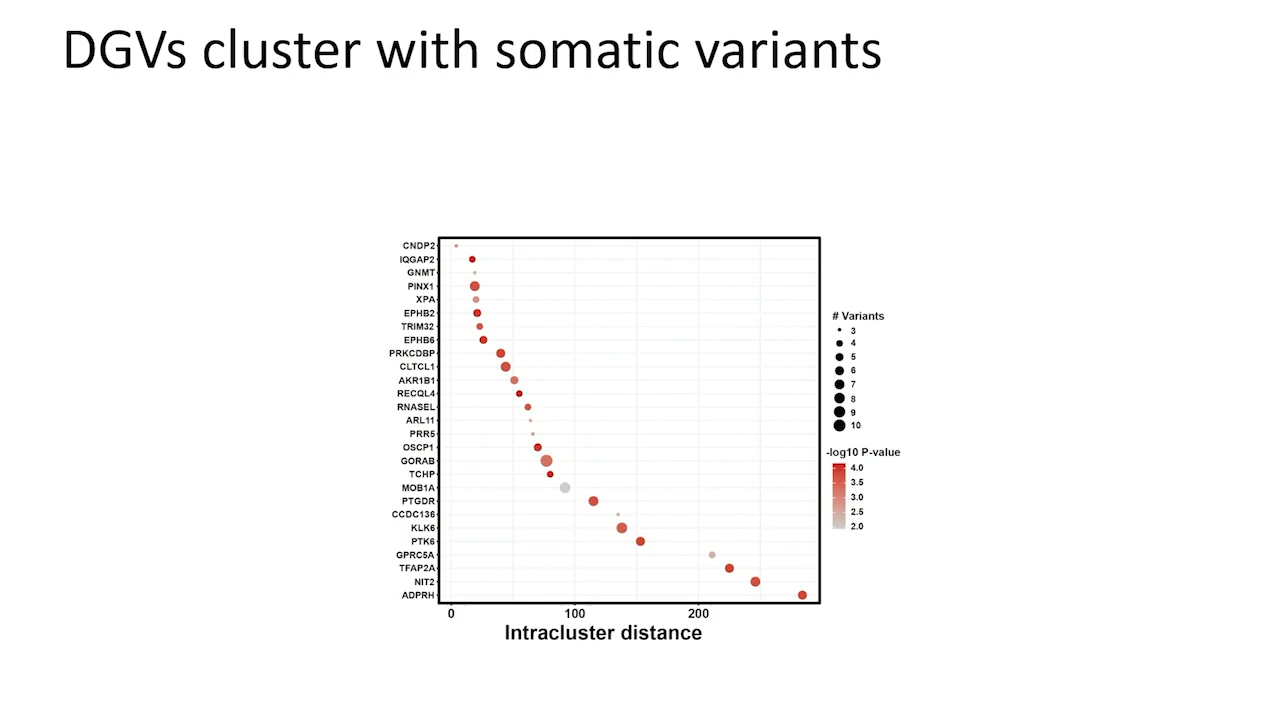 DGVs cluster with somatic variants
CNDP2
IQGAP2
GNMT
PINX1
XPA
EPHB2
TRIM32
EPHB6
PRKCDBP
CLTCL1
AKR1B1
RECQL4
RNASEL
ARL11
PRR5
OSCP1
GORAB
TCHP
MOB1A
PTGDR
CCDC136
KLK6
PTK6
GPRC5A
TFAP2A
NIT2
ADPRH
0 100 200
Intracluster distance
# Variants
3
4
5
6
7
8
9
10
-log10 P-value
4.0
3.5
3.0
2.5
2.0